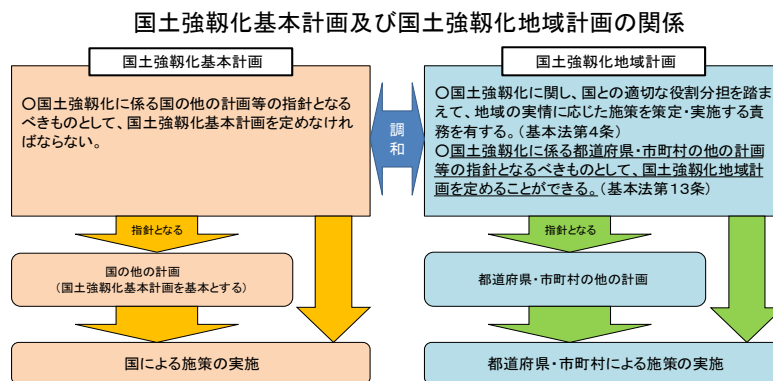 国土強靱化基本計画及び国土強靱化地域計画の関係
国土強靱化基本計画
○国土強靱化に係る国の他の計画等の指針となる
べきものとして、国土強靱化基本計画を定めなけれ
ばならない。
指針となる
国の他の計画
(国土強靱化基本計画を基本とする)
国による施策の実施
調
和
国土強靱化地域計画
○国土強靱化に関し、国との適切な役割分担を踏ま
えて、地域の実情に応じた施策を策定・実施する責
務を有する。(基本法第4条)
○国土強靱化に係る都道府県・市町村の他の計画
等の指針となるべきものとして、国土強靱化地域計
画を定めることができる。(基本法第13条)
指針となる
都道府県・市町村の他の計画
都道府県・市町村による施策の実施